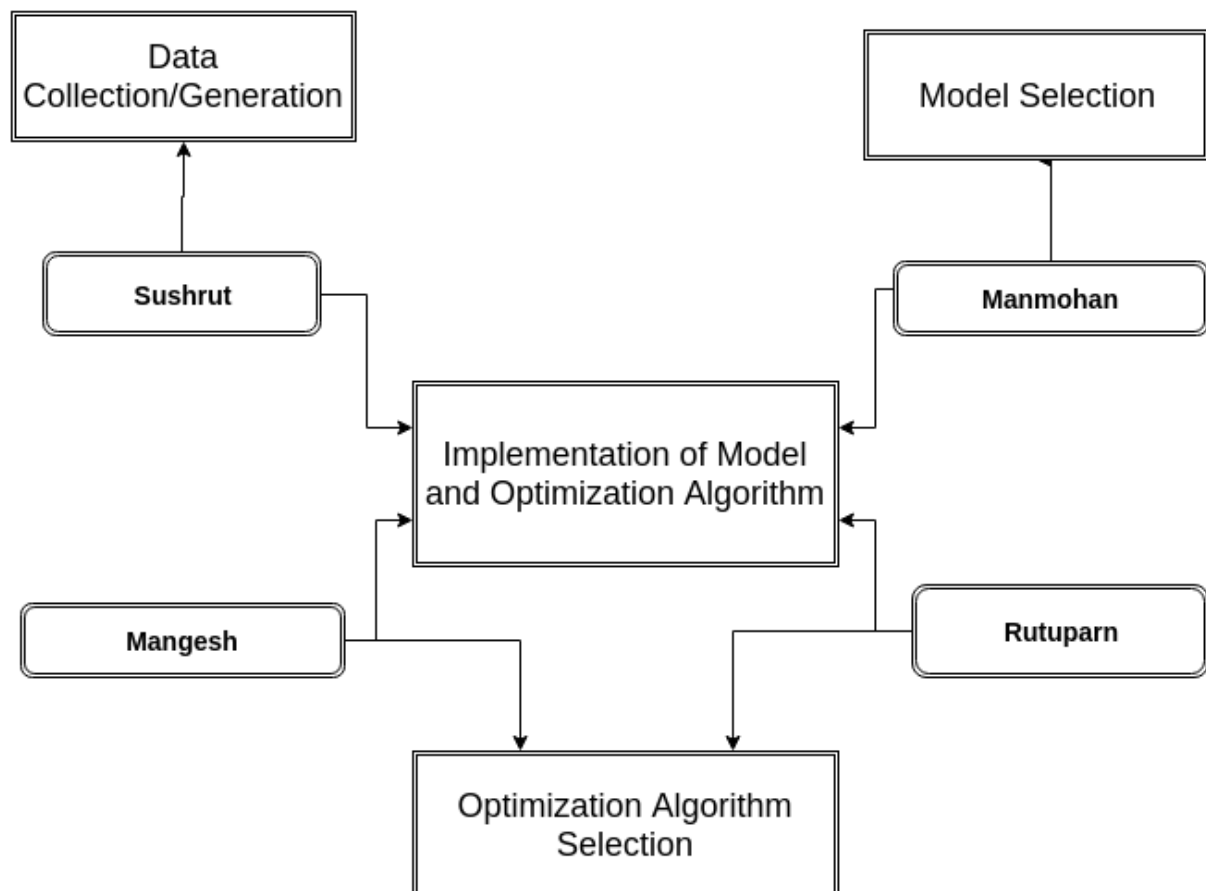 Data
Collection/Generation
Model Selection
Sushrut
Manmohan
Implementation of Model
and Optimization Algorithm
Mangesh
Rutuparn
Optimization Algorithm
Selection